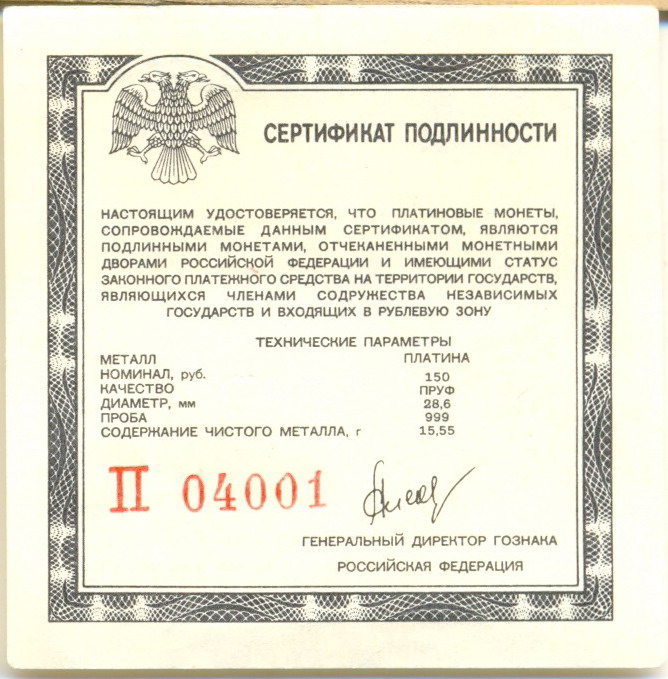 СЕРТИФИКАТ ПОДЛИННОСТИ
НАСТОЯЩИМ УДОСТОВЕРЯЕТСЯ, ЧТО ПЛАТИНОВЫЕ МОНЕТЫ,
СОПРОВОЖДАЕМЫЕ ДАННЫМ СЕРТИФИКАТОМ, ЯВЛЯЮТСЯ
ПОДЛИННЫМИ МОНЕТАМИ, ОТЧЕКАНЕННЫМИ МОНЕТНЫМИ
ДВОРАМИ РОССИЙСКОЙ ФЕДЕРАЦИИ И ИМЕЮЩИМИ СТАТУС
ЗАКОННОГО ПЛАТЕЖНОГО СРЕДСТВА НА ТЕРРИТОРИИ ГОСУДАРСТВ,
ЯВЛЯЮЩИХСЯ ЧЛЕНАМИ СОДРУЖЕСТВА НЕЗАВИСИМЫХ
ГОСУДАРСТВ И ВХОДЯЩИХ В РУБЛЕВУЮ ЗОНУ
ТЕХНИЧЕСКИЕ ПАРАМЕТРЫ
МЕТАЛЛ ПЛАТИНА
НОМИНАЛ, руб. 150
КАЧЕСТВО ПРУФ
ДИАМЕТР, мм 28,6
ПРОБА 999
СОДЕРЖАНИЕ ЧИСТОГО МЕТАЛЛА, г 15,55
П 04001
ГЕНЕРАЛЬНЫЙ ДИРЕКТОР ГОЗНАКА
РОССИЙСКАЯ ФЕДЕРАЦИЯ